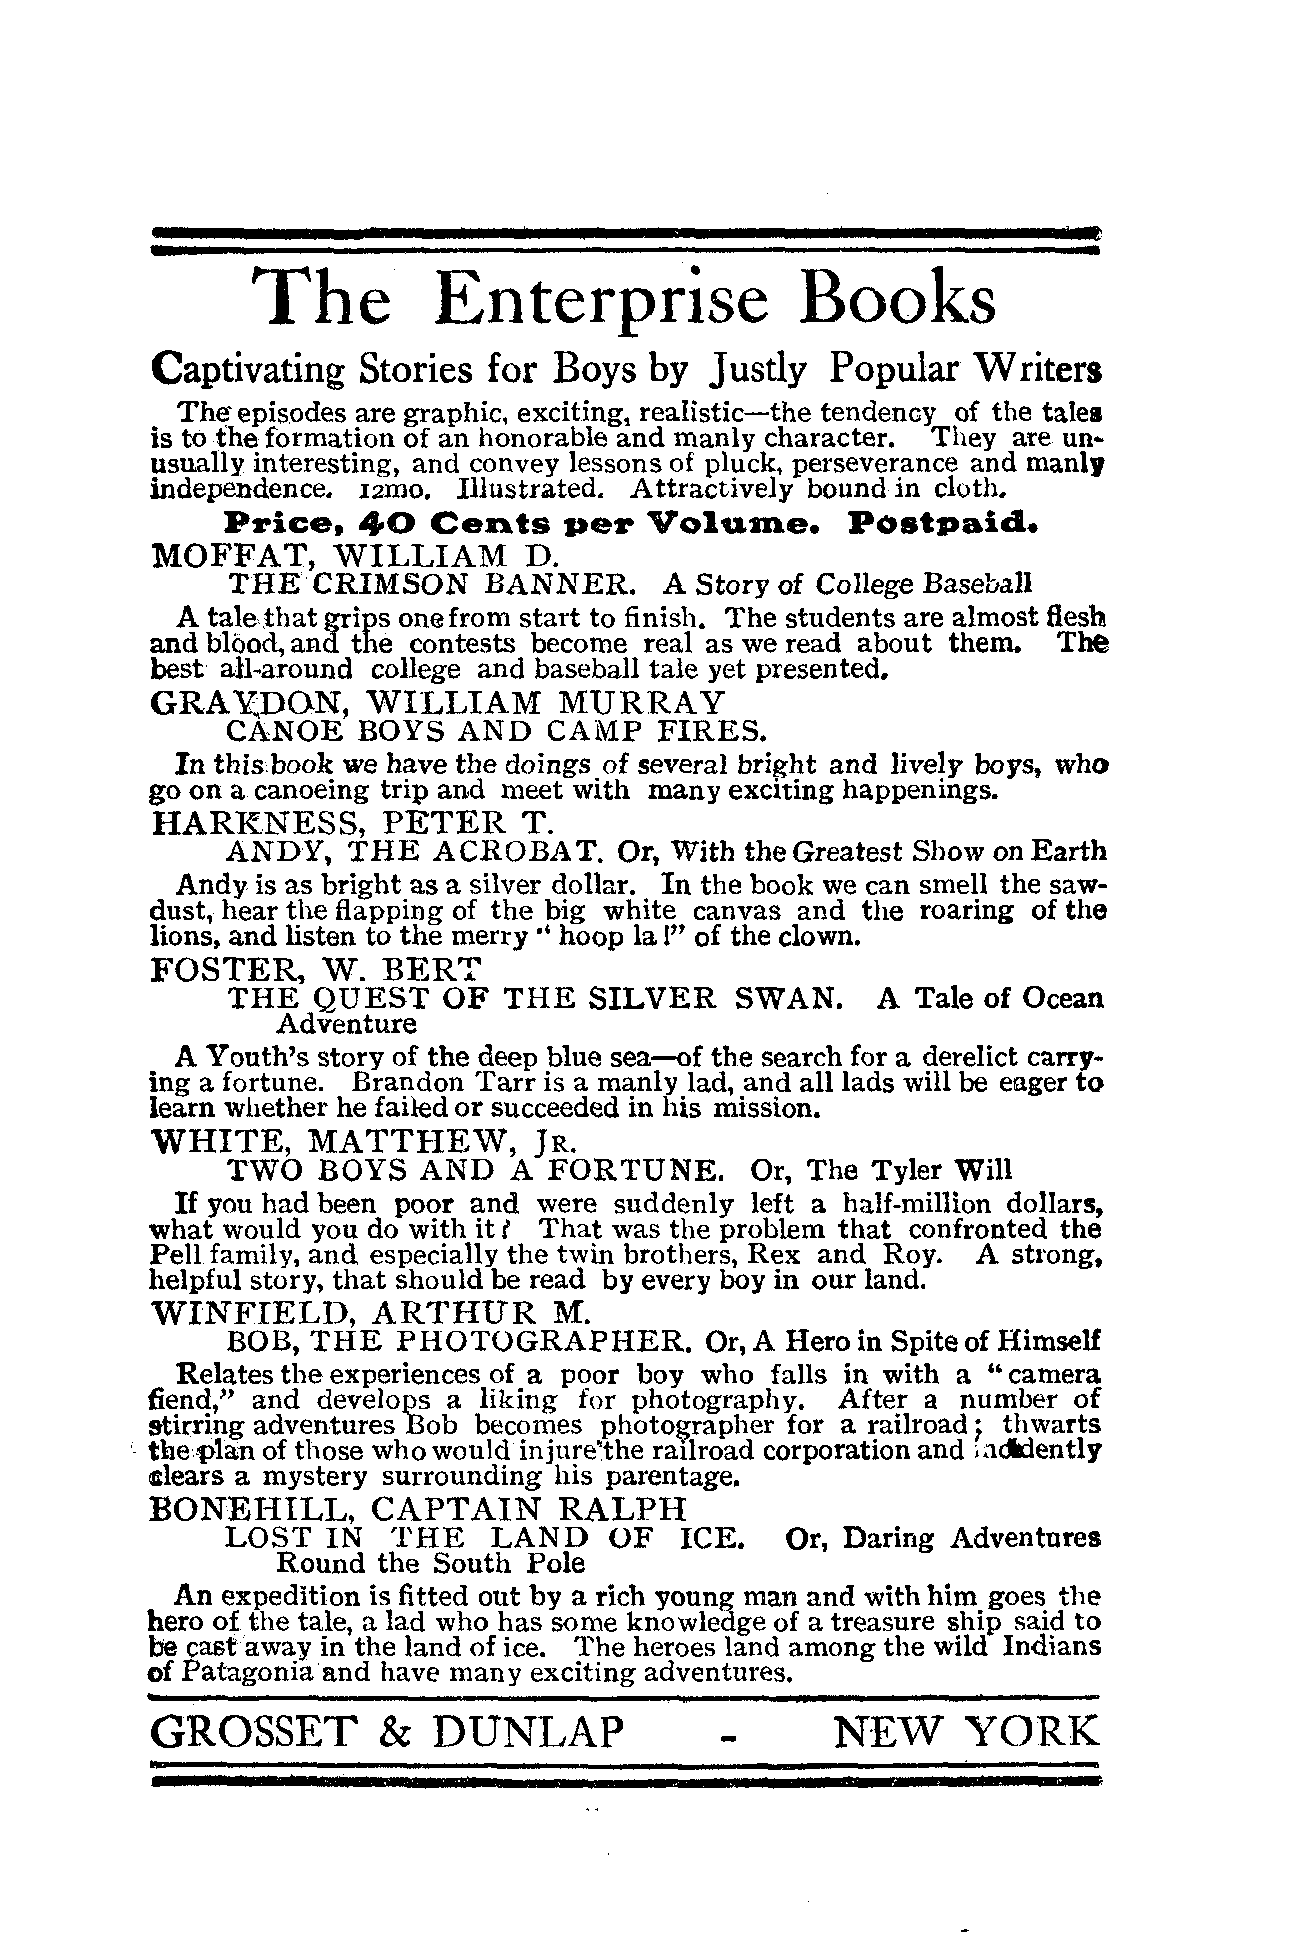 The Enterprise Books
Captivating Stories for Boys by Justly Popular Writers
The episodes are graphic, exciting, realistic—the tendency of the tales
is to the formation of an honorable and manly character. They are un-
usually interesting, and convey lessons of pluck, perseverance and manly
independence. 12mo. Illustrated. Attractively bound in cloth.
Price, 40 Cents per Volume. Postpaid.
MOFFAT, WILLIAM D.
THE CRIMSON BANNER. A Story of College Baseball
A tale that grips one from start to finish. The students are almost flesh
and blood, and the contests become real as we read about them. The
best all-around college and baseball tale yet presented.
GRAYDON, WILLIAM MURRAY
CANOE BOYS AND CAMP FIRES.
In this book we have the doings of several bright and lively boys, who
go on a canoeing trip and meet with many exciting happenings.
HARKNESS, PETER T.
ANDY, THE ACROBAT. Or, With the Greatest Show on Earth
Andy is as bright as a silver dollar. In the book we can smell the saw-
dust, hear the flapping of the big white canvas and the roaring of the
lions, and listen to the merry "hoop la!" of the clown.
FOSTER, W. BERT
THE QUEST OF THE SILVER SWAN. A Tale of Ocean
Adventure
A Youth's story of the deep blue sea—of the search for a derelict carry-
ing a fortune. Brandon Tarr is a manly lad, and all lads will be eager to
learn whether he failed or succeeded in his mission.
WHITE, MATTHEW, JR.
TWO BOYS AND A FORTUNE. Or, The Tyler Will
If you had been poor and were suddenly left a half-million dollars,
what would you do with it? That was the problem that confronted the
Pell family, and especially the twin brothers, Rex and Roy. A strong,
helpful story, that should be read by every boy in our land.
WINFIELD, ARTHUR M.
BOB, THE PHOTOGRAPHER. Or, A Hero in Spite of Himself
Relates the experiences of a poor boy who falls in with a "camera
fiend," and develops a liking for photography. After a number of
stirring adventures Bob becomes photographer for a railroad; thwarts
the plan of those who would injure the railroad corporation and
clears a mystery surrounding his parentage.
BONEHILL, CAPTAIN RALPH
LOST IN THE LAND OF ICE. Or, Daring Adventures
Round the South Pole
An expedition is fitted out by a rich young man and with him goes the
hero of the tale, a lad who has some knowledge of a treasure ship said to
be cast away in the land of ice. The heroes land among the wild Indians
of Patagonia and have many exciting adventures.
GROSSET & DUNLAP - NEW YORK